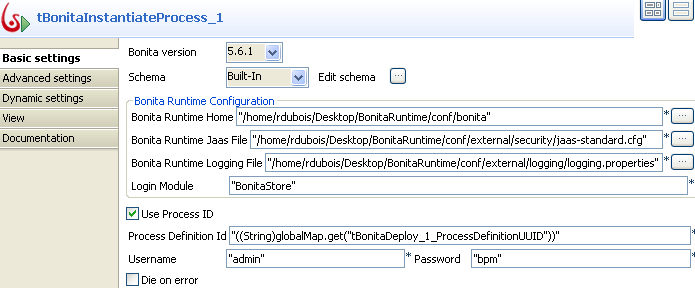 tBonitaInstantiateProcess_1
Basic settings
Advanced settings
Dynamic settings
View
Documentation
Bonita version 5.6.1
Schema Built-In Edit schema ...
Bonita Runtime Configuration
Bonita Runtime Home "/home/rdubois/Desktop/BonitaRuntime/conf/bonita" * ...
Bonita Runtime Jaas File "/home/rdubois/Desktop/BonitaRuntime/conf/external/security/jaas-standard.cfg" * ...
Bonita Runtime Logging File "/home/rdubois/Desktop/BonitaRuntime/conf/external/logging/logging.properties" * ...
Login Module "BonitaStore" *
Use Process ID
Process Definition Id "((String)globalMap.get("tBonitaDeploy_1_ProcessDefinitionUUID"))" *
Username "admin" * Password "bpm" *
Die on error